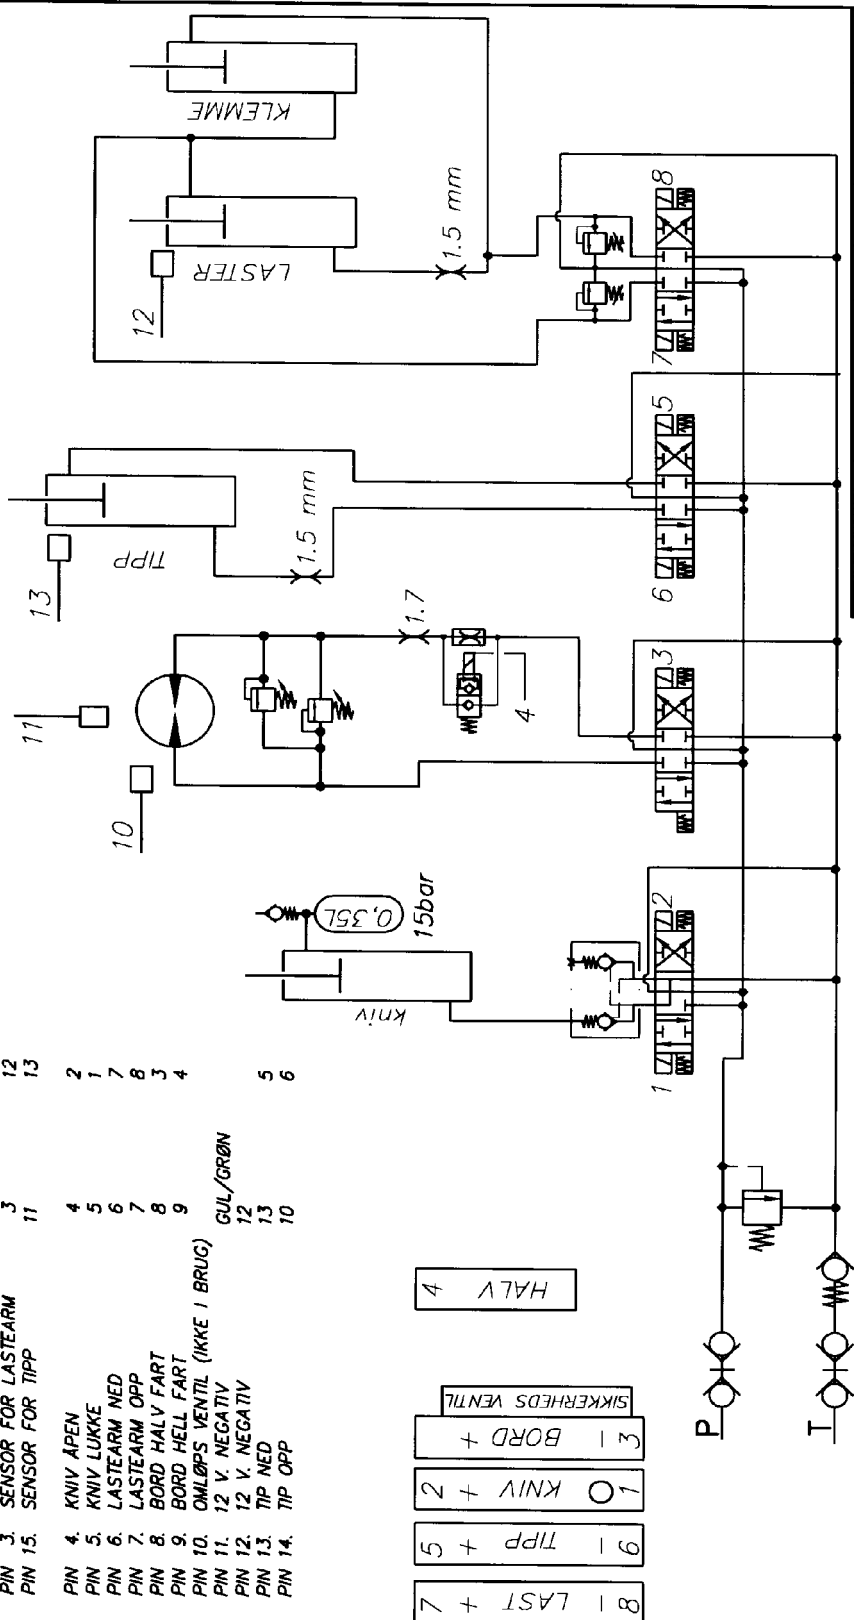 PIN 3. SENSOR FOR LASTEARM 3 12
PIN 15. SENSOR FOR TIPP 11 13
PIN 4. KNIV ÅPEN 4 2
PIN 5. KNIV LUKKE 5 1
PIN 6. LASTEARM NED 6 7
PIN 7. LASTEARM OPP 7 8
PIN 8. BORD HALV FART 8 3
PIN 9. BORD HELL FART 9 4
PIN 10. OMLØPS VENTIL (IKKE I BRUG)
PIN 11. 12 V. NEGATIV GUL/GRØN
PIN 12. 12 V. NEGATIV 12
PIN 13. TIP NED 13 5
PIN 14. TIP OPP 10 6
10
11
13
12
kniv
0,35L
15bar
TIPP
1.5 mm
LASTER
KLEMME
1.5 mm
1.7
4
1
2
3
6
5
7
8
4 HALV
SIKKERHEDS VENTIL
+ BORD - 3
2 + KNIV O 1
5 + TIPP - 6
7 + LAST - 8
P
T